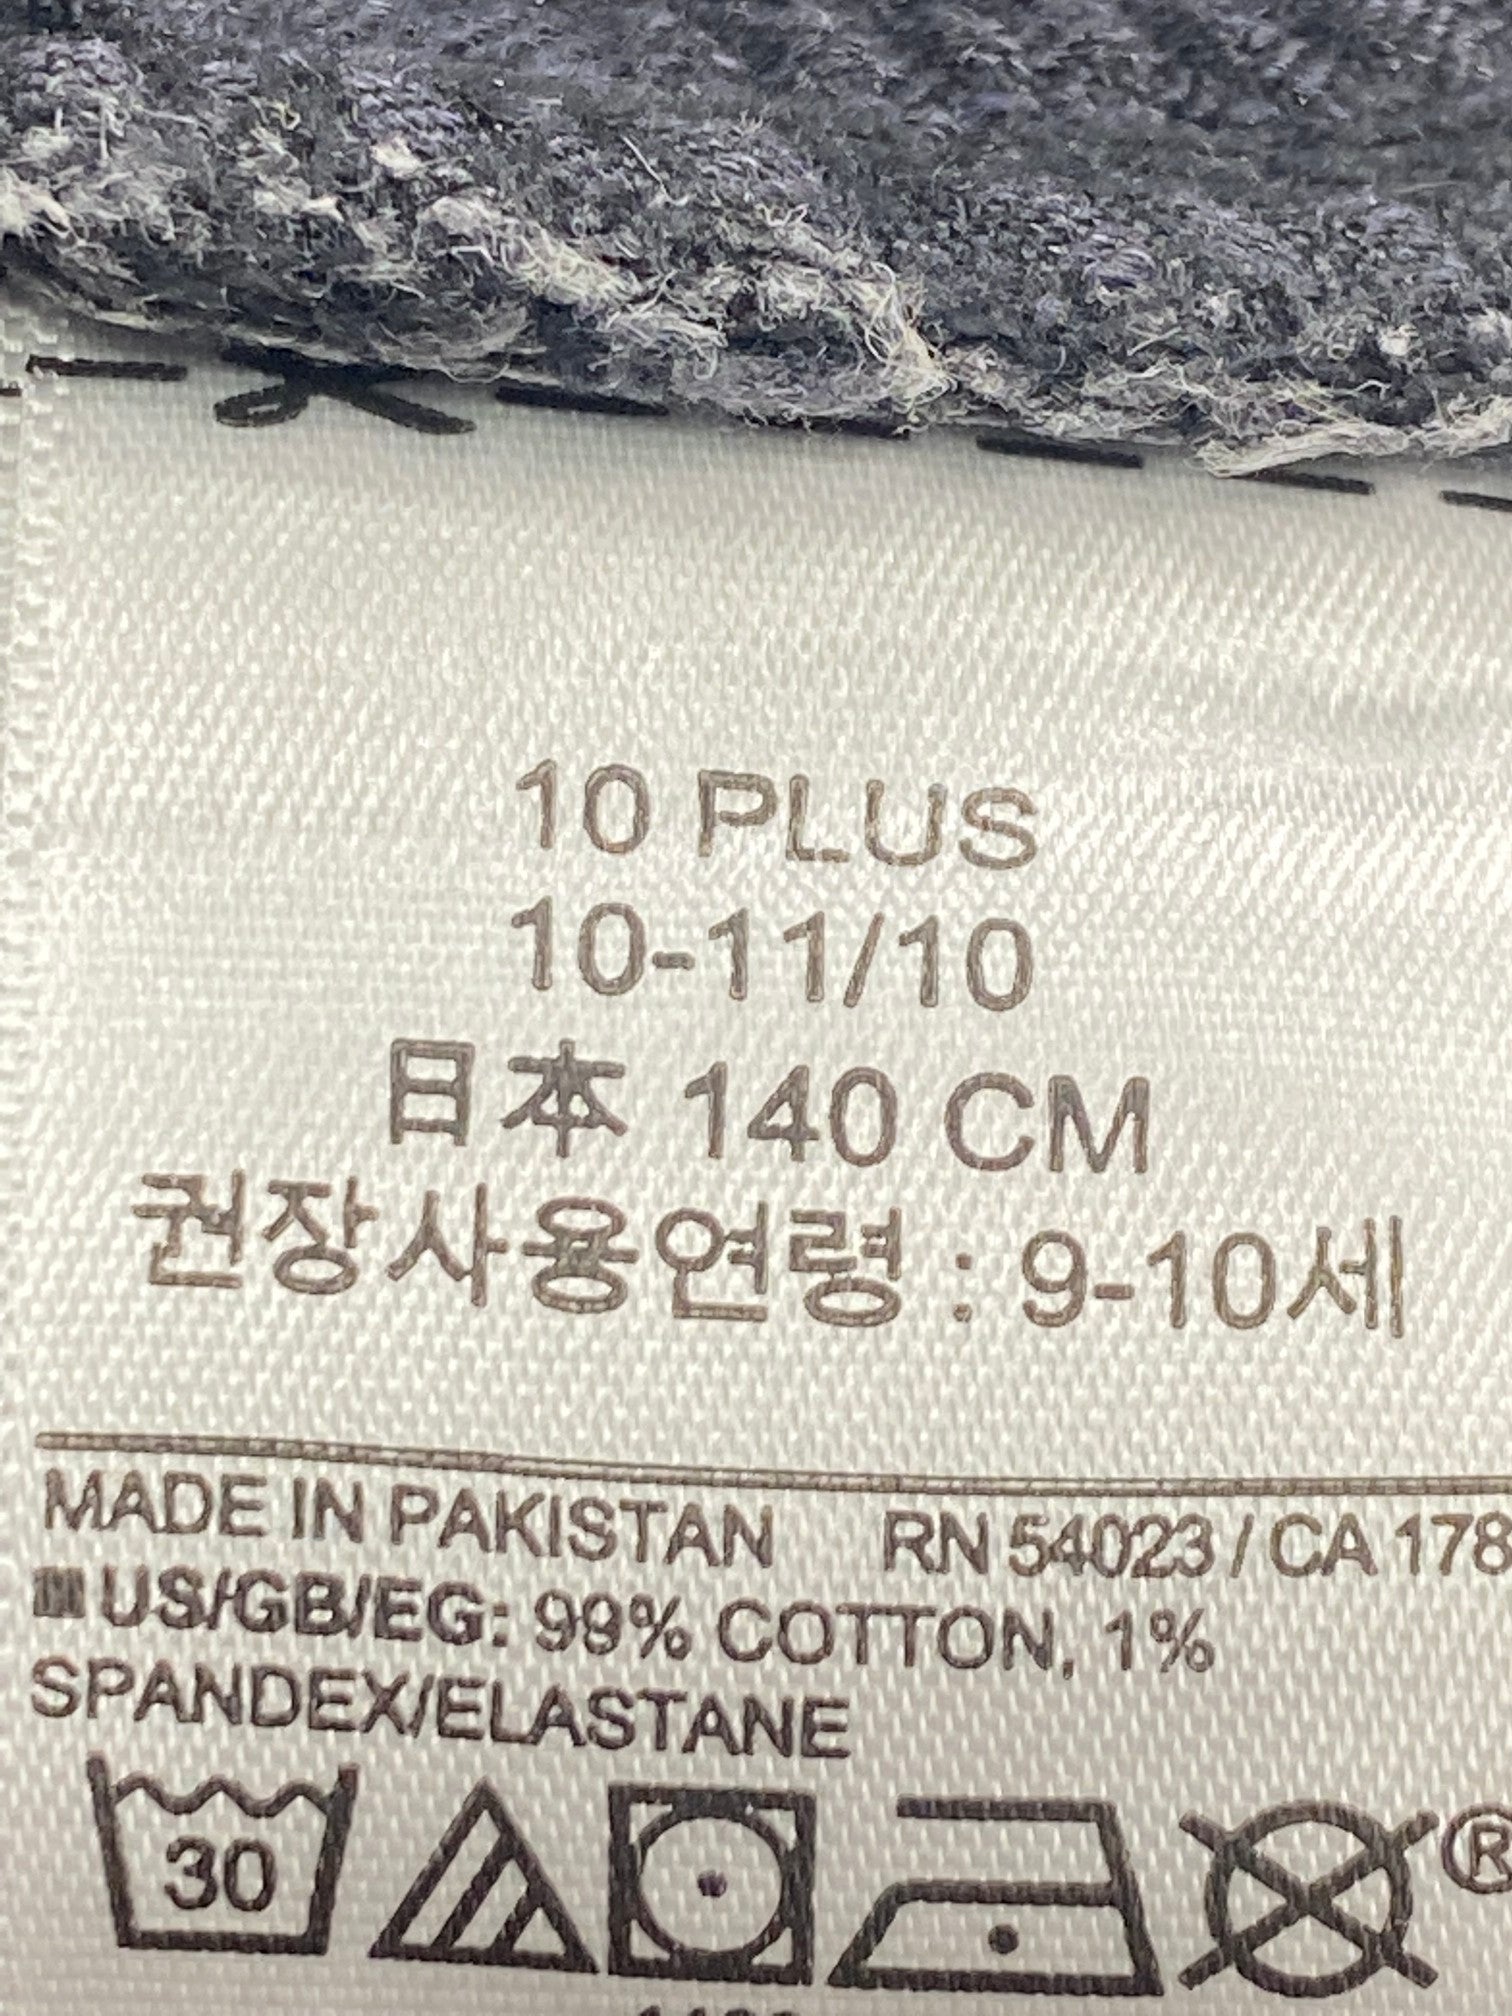 10 PLUS
10-11/10
日本 140 CM
권장사용연령 : 9-10세
MADE IN PAKISTAN RN 54023 / CA 178
US/GB/EG: 99% COTTON, 1%
SPANDEX/ELASTANE
30
®